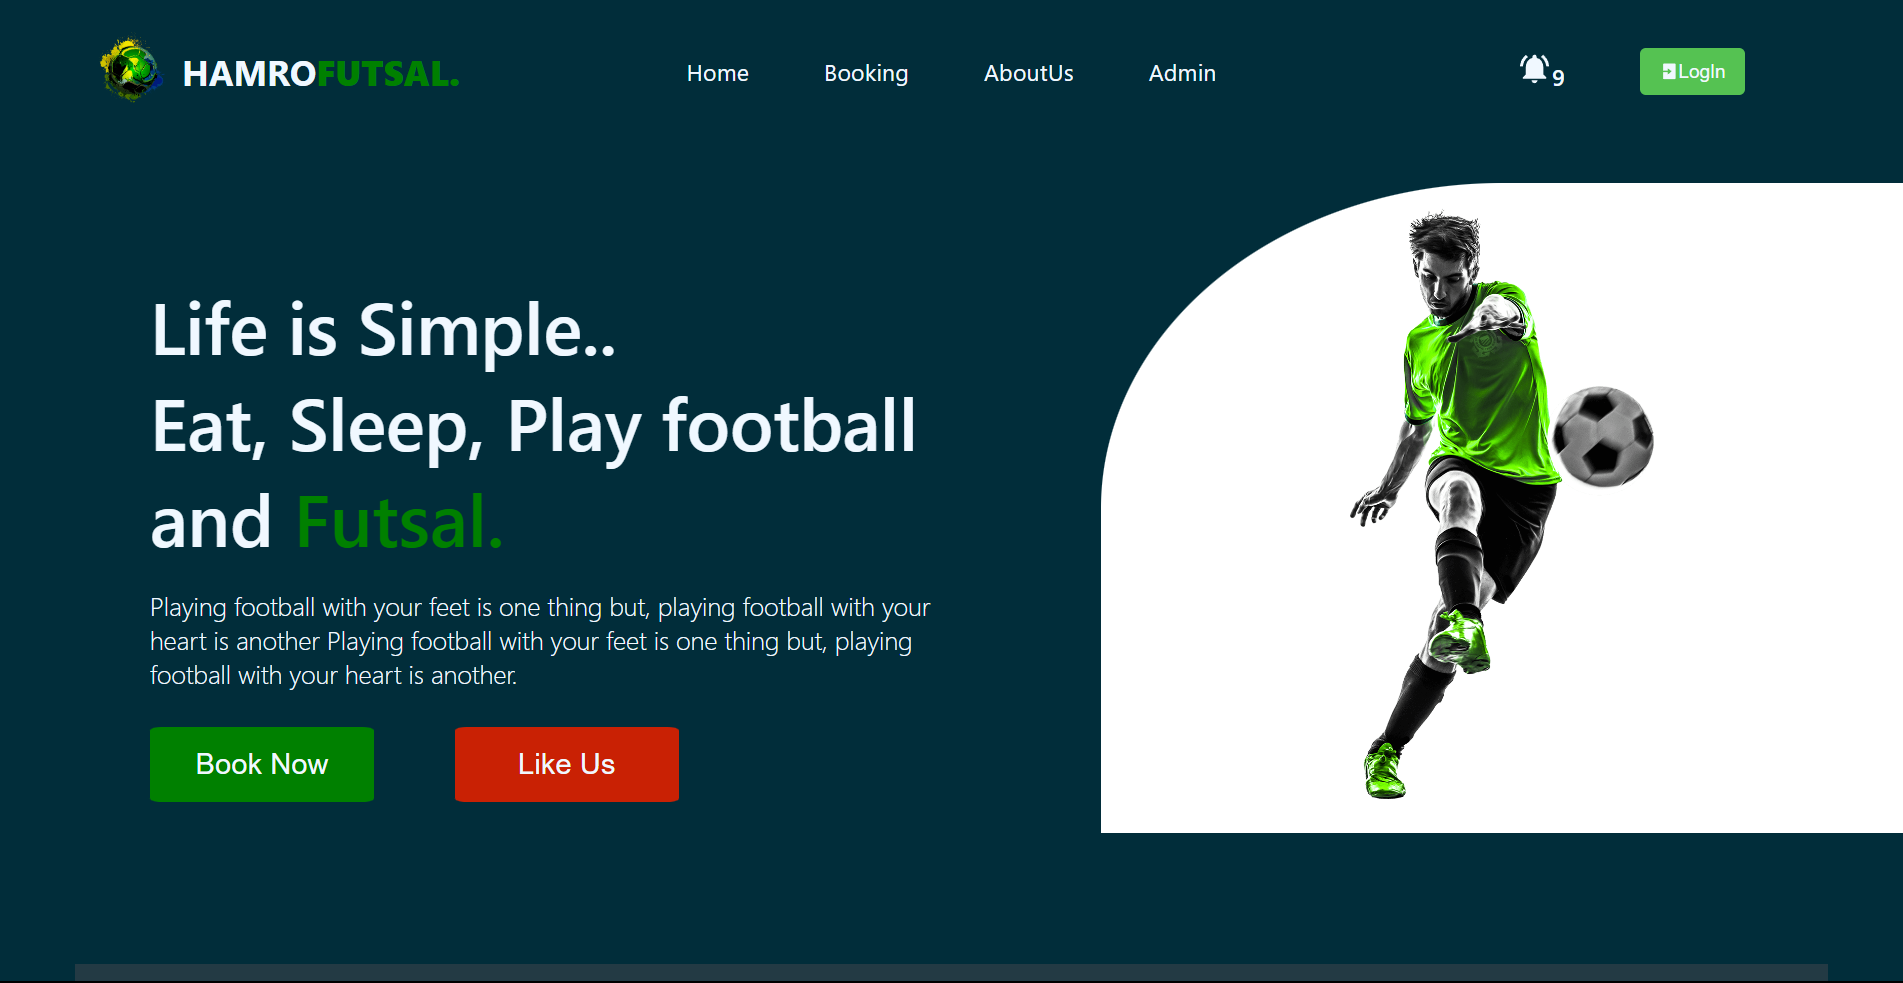 HAMROFUTSAL.
Home
Booking
AboutUs
Admin
9
LogIn
Life is Simple..
Eat, Sleep, Play football
and Futsal.
Playing football with your feet is one thing but, playing football with your
heart is another Playing football with your feet is one thing but, playing
football with your heart is another.
Book Now
Like Us